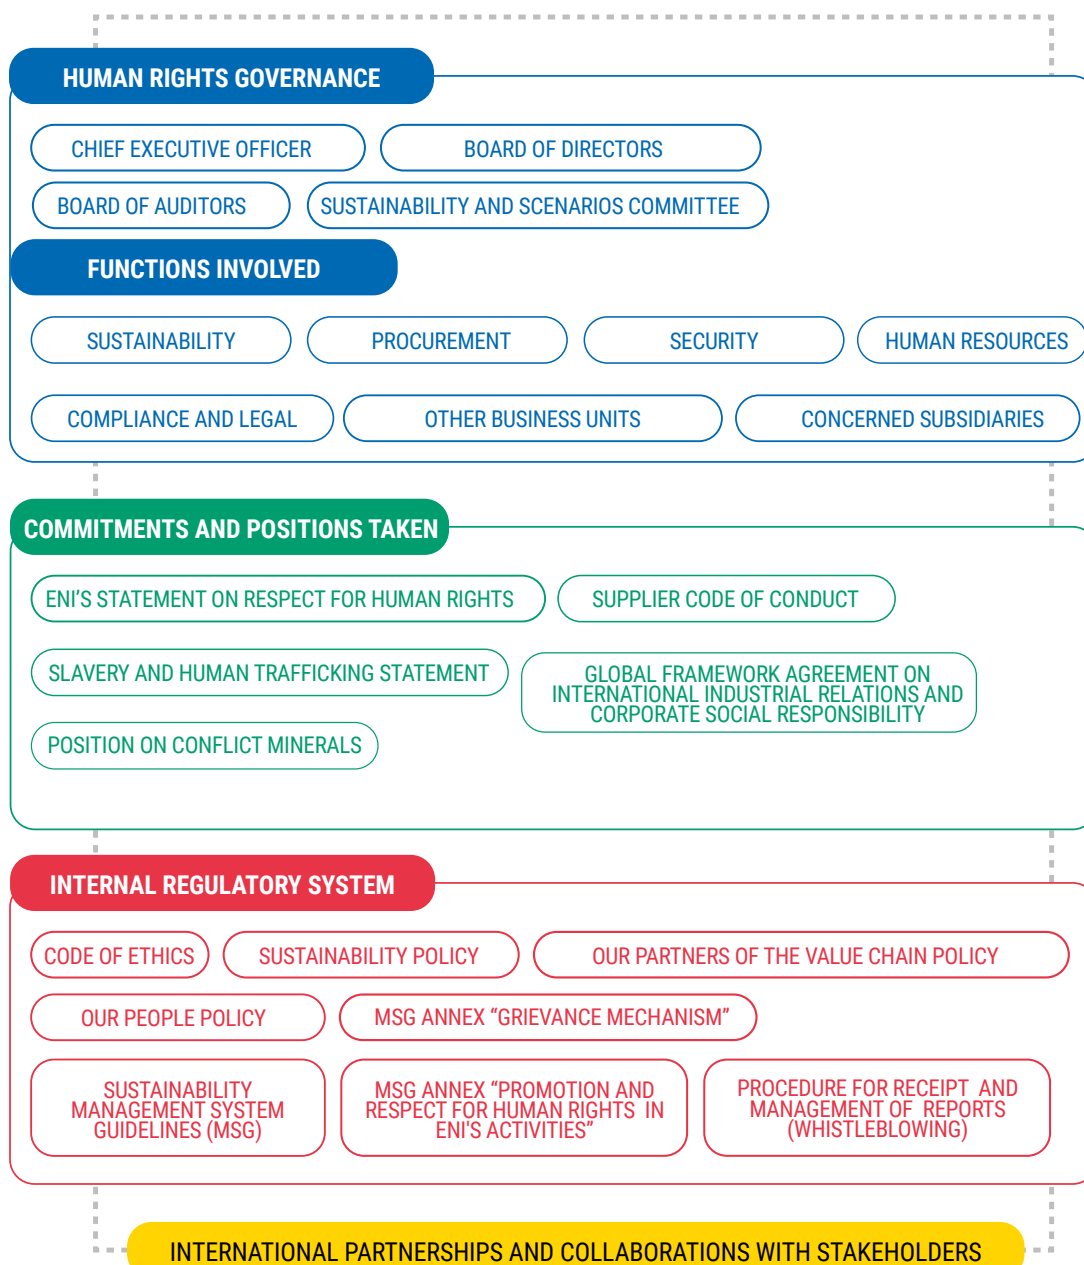 HUMAN RIGHTS GOVERNANCE
CHIEF EXECUTIVE OFFICER
BOARD OF DIRECTORS
BOARD OF AUDITORS
SUSTAINABILITY AND SCENARIOS COMMITTEE
FUNCTIONS INVOLVED
SUSTAINABILITY
PROCUREMENT
SECURITY
HUMAN RESOURCES
COMPLIANCE AND LEGAL
OTHER BUSINESS UNITS
CONCERNED SUBSIDIARIES
COMMITMENTS AND POSITIONS TAKEN
ENI’S STATEMENT ON RESPECT FOR HUMAN RIGHTS
SUPPLIER CODE OF CONDUCT
SLAVERY AND HUMAN TRAFFICKING STATEMENT
GLOBAL FRAMEWORK AGREEMENT ON
INTERNATIONAL INDUSTRIAL RELATIONS AND
CORPORATE SOCIAL RESPONSIBILITY
POSITION ON CONFLICT MINERALS
INTERNAL REGULATORY SYSTEM
CODE OF ETHICS
SUSTAINABILITY POLICY
OUR PARTNERS OF THE VALUE CHAIN POLICY
OUR PEOPLE POLICY
MSG ANNEX “GRIEVANCE MECHANISM”
SUSTAINABILITY
MANAGEMENT SYSTEM
GUIDELINES (MSG)
MSG ANNEX “PROMOTION AND
RESPECT FOR HUMAN RIGHTS IN
ENI'S ACTIVITIES”
PROCEDURE FOR RECEIPT AND
MANAGEMENT OF REPORTS
(WHISTLEBLOWING)
INTERNATIONAL PARTNERSHIPS AND COLLABORATIONS WITH STAKEHOLDERS